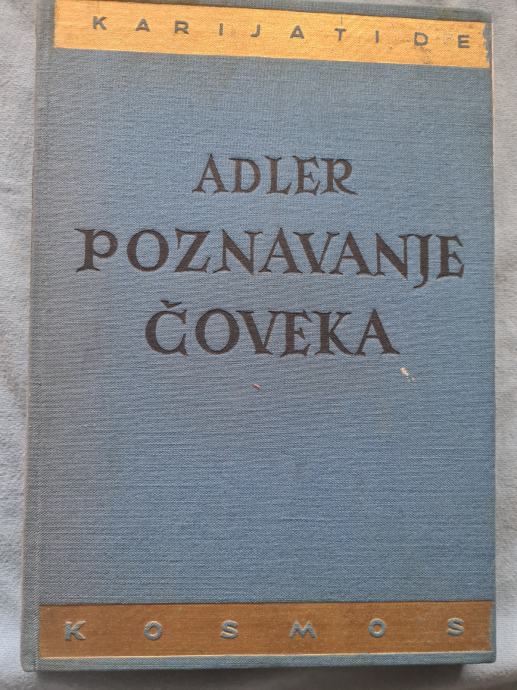 KARIJATIDE
ADLER
POZNAVANJE
ČOVEKA
KOSMOS